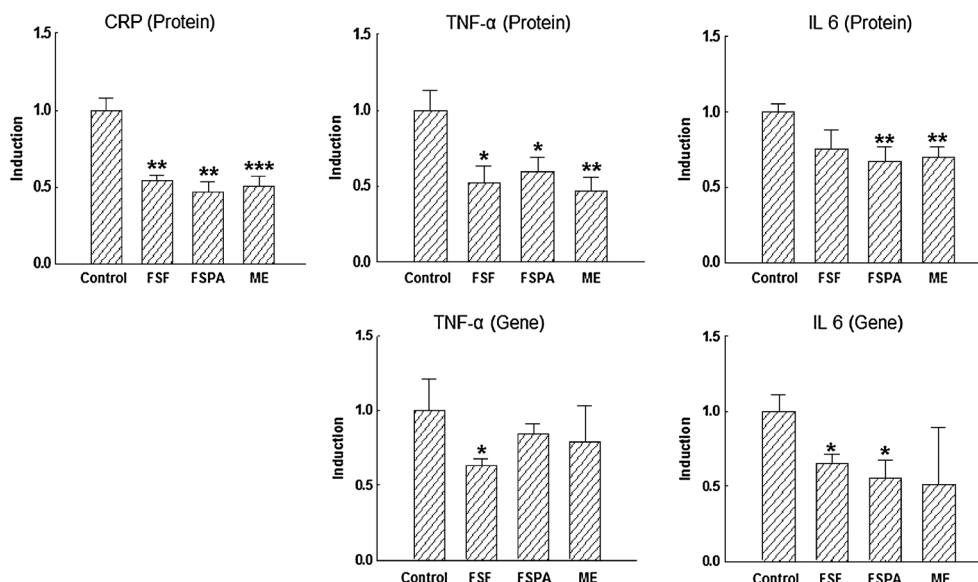 CRP (Protein)
1.5
1.0
0.5
0.0
Induction
**
**
***
Control FSF FSPA ME
TNF-α (Protein)
1.5
1.0
0.5
0.0
Induction
*
*
**
Control FSF FSPA ME
IL 6 (Protein)
1.5
1.0
0.5
0.0
Induction
**
**
Control FSF FSPA ME
TNF-α (Gene)
1.5
1.0
0.5
0.0
Induction
*
Control FSF FSPA ME
IL 6 (Gene)
1.5
1.0
0.5
0.0
Induction
*
*
Control FSF FSPA ME